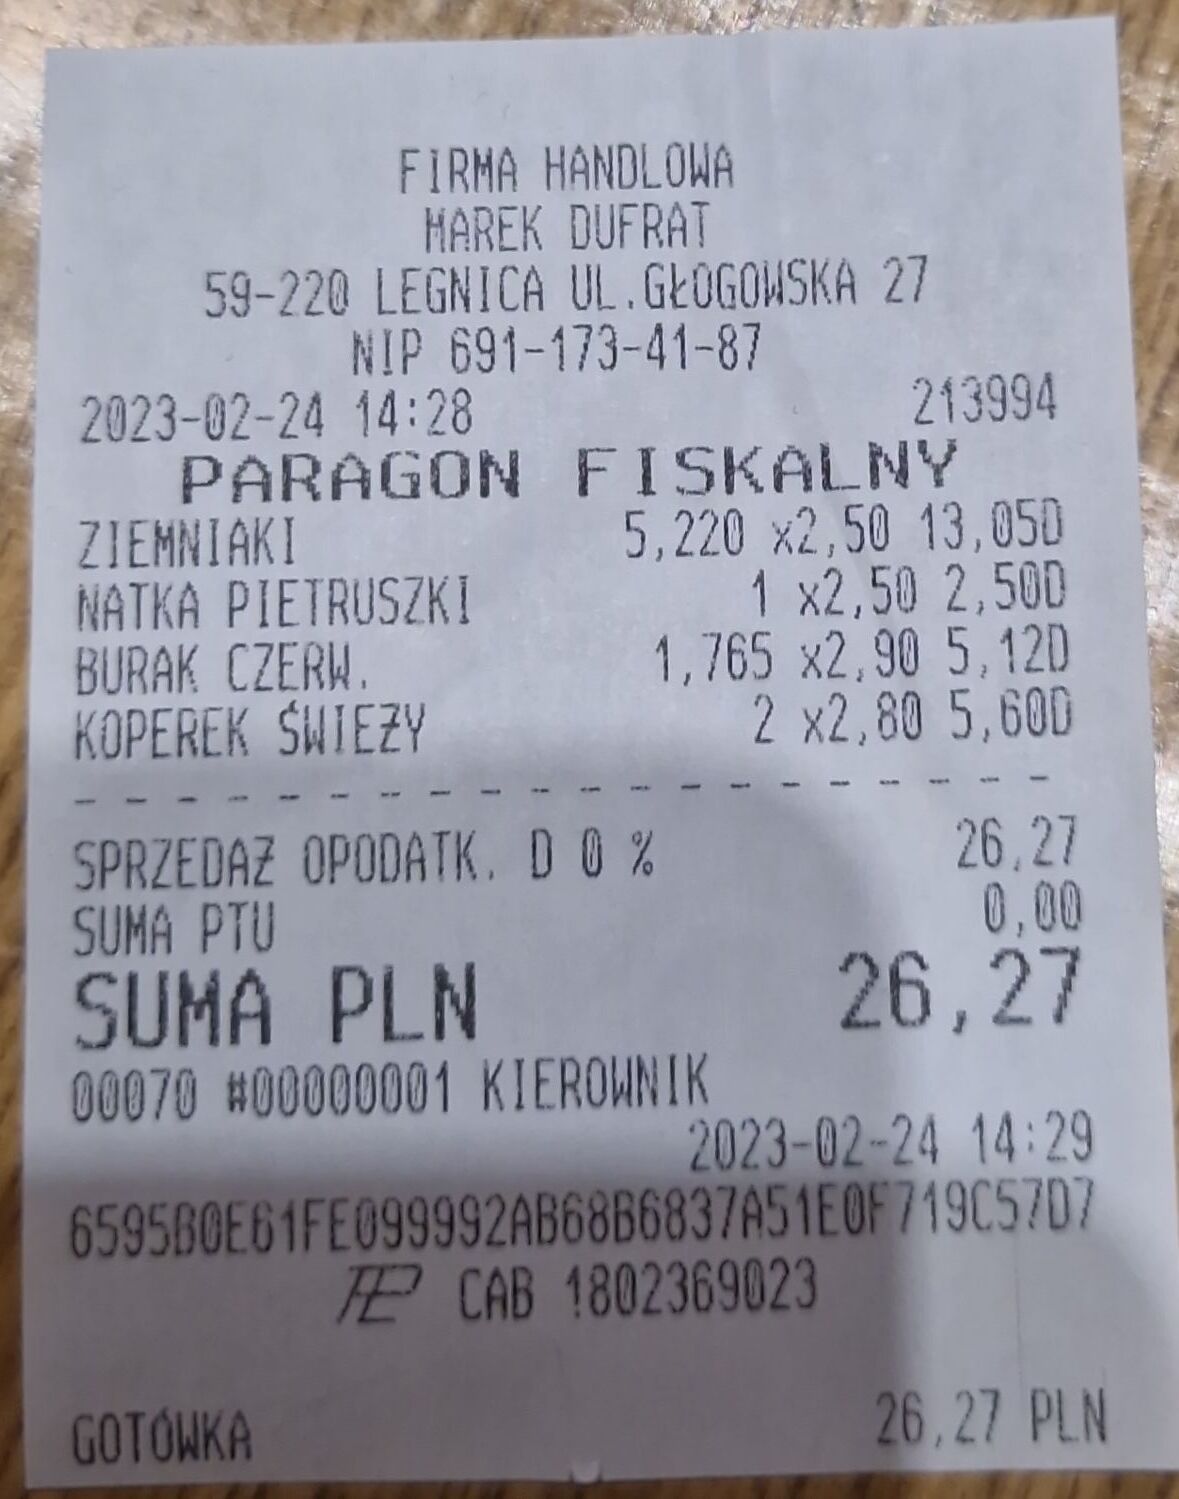 FIRMA HANDLOWA
MAREK DUFRAT
59-220 LEGNICA UL.GŁOGOWSKA 27
NIP 691-173-41-87
2023-02-24 14:28 213994
PARAGON FISKALNY
ZIEMNIAKI 5,220 x2,50 13,05D
NATKA PIETRUSZKI 1 x2,50 2,50D
BURAK CZERW. 1,765 x2,90 5,12D
KOPEREK ŚWIEŻY 2 x2,80 5,60D
- - - - - - - - - - - - - - - - - - - -
SPRZEDAŻ OPODATK. D 0 % 26,27
SUMA PTU 0,00
SUMA PLN 26,27
00070 #00000001 KIEROWNIK
2023-02-24 14:29
6595B0E61FE099992AB68B6837A51E0F719C57D7
CAB 1802369023
GOTÓWKA 26,27 PLN